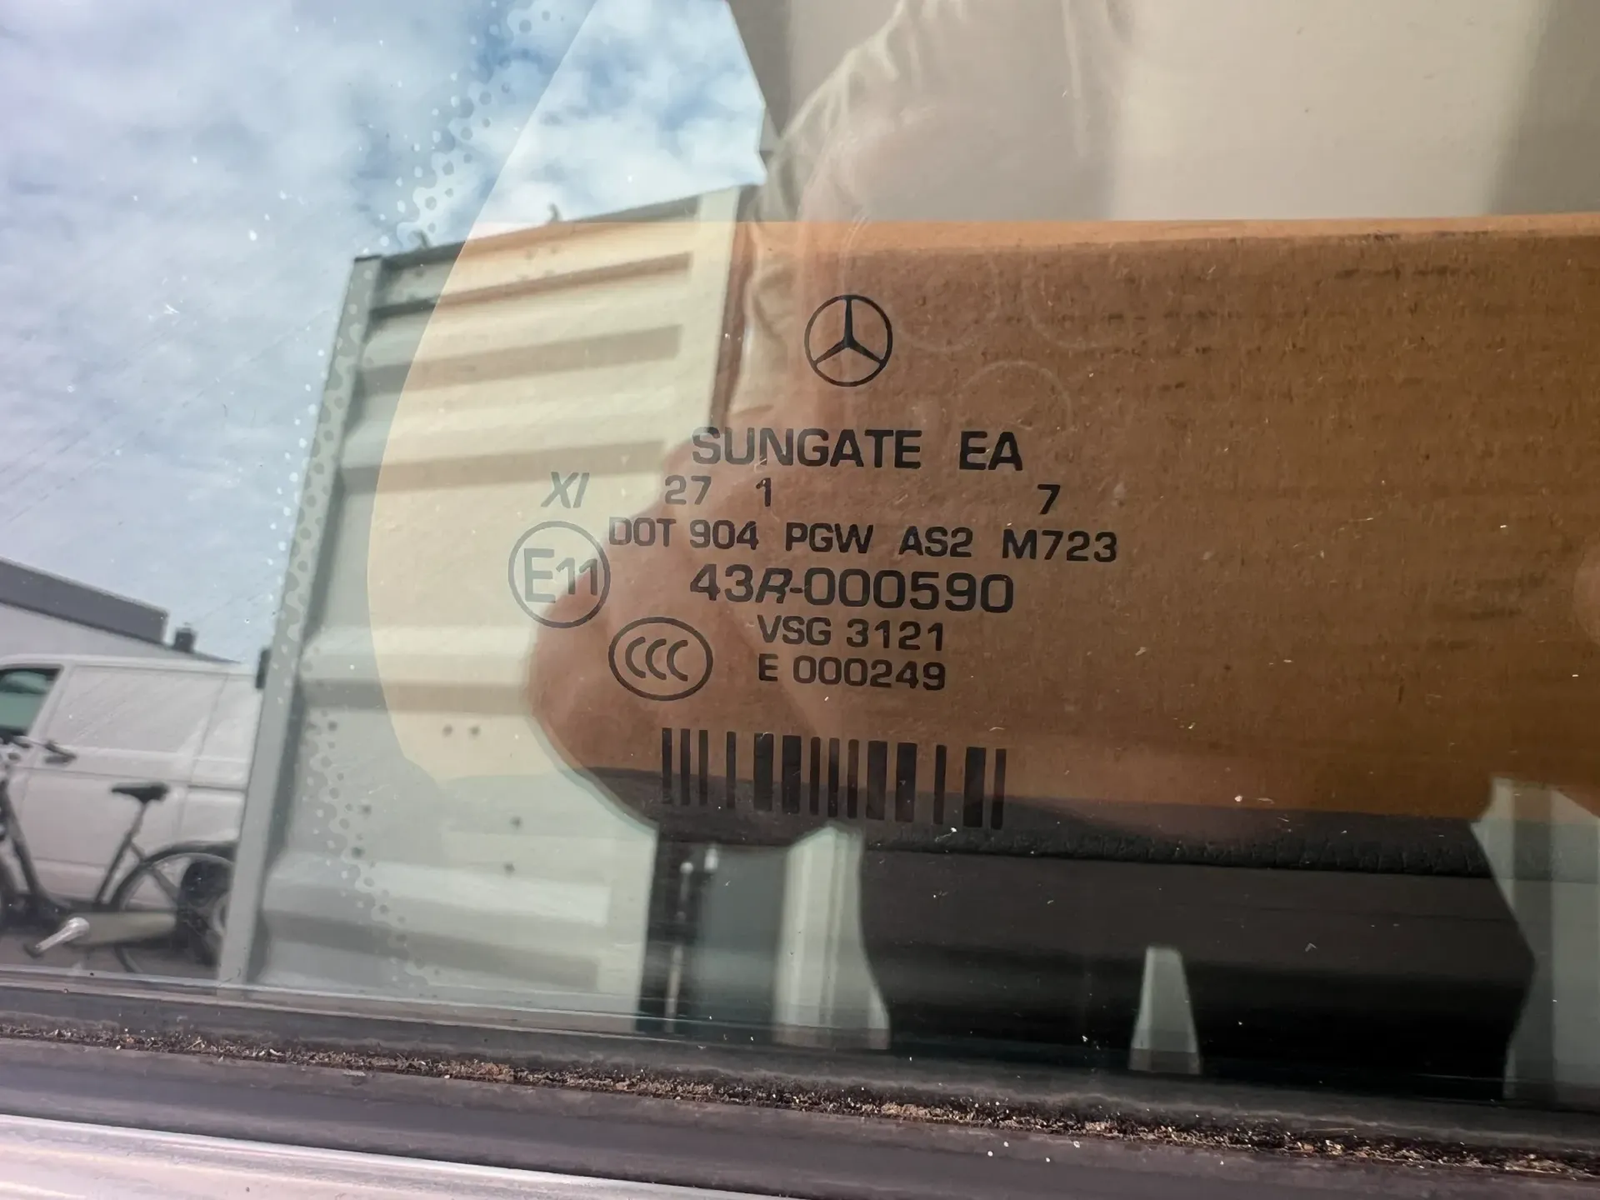 SUNGATE EA
XI 27 1 7
DOT 904 PGW AS2 M723
E11 43R-000590
VSG 3121
CCC E 000249